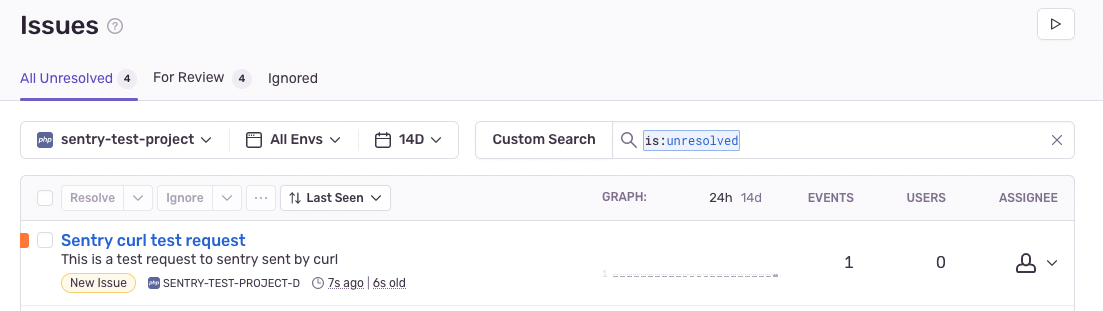 Issues ?
All Unresolved 4 For Review 4 Ignored
php sentry-test-project All Envs 14D Custom Search is:unresolved
Resolve Ignore ... Last Seen GRAPH: 24h 14d EVENTS USERS ASSIGNEE
Sentry curl test request
This is a test request to sentry sent by curl
1 1 0
New Issue php SENTRY-TEST-PROJECT-D 7s ago | 6s old